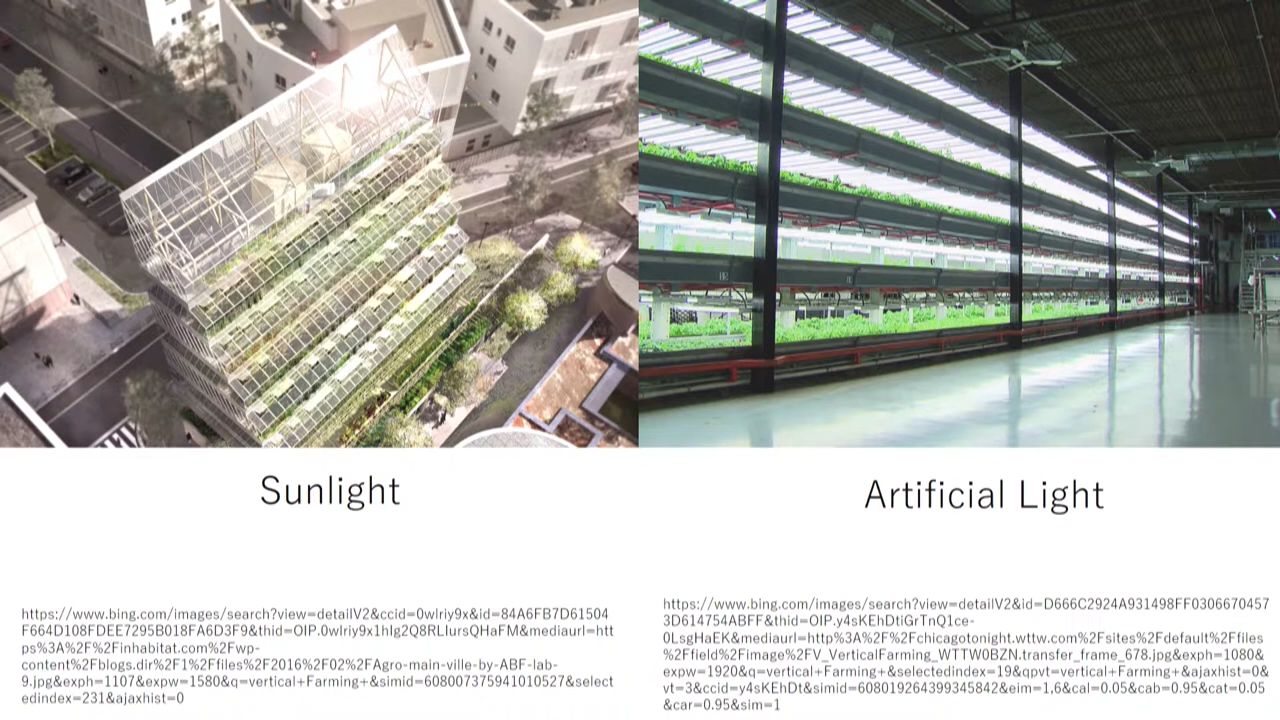 Sunlight
https://www.bing.com/images/search?view=detailV2&ccid=0wlriy9x&id=84A6FB7D61504
F664D108FDEE7295B018FA6D3F9&thid=OIP.0wlriy9x1hlg2Q8RLIursQHaFM&mediaurl=htt
ps%3A%2F%2Finhabitat.com%2Fwp-
content%2Fblogs.dir%2F1%2Ffiles%2F2016%2F02%2FAgro-main-ville-by-ABF-lab-
9.jpg&exph=1107&expw=1580&q=vertical+Farming+&simid=608007375941010527&select
edindex=231&ajaxhist=0
Artificial Light
https://www.bing.com/images/search?view=detailV2&id=D666C2924A931498FF0306670457
3D614754ABFF&thid=OIP.y4sKEhDtiGrTnQ1ce-
0LsgHaEK&mediaurl=http%3A%2F%2Fchicagotonight.wttw.com%2Fsites%2Fdefault%2Ffiles
%2Ffield%2Fimage%2FV_VerticalFarming_WTTW0BZN.transfer_frame_678.jpg&exph=1080&
expw=1920&q=vertical+Farming+&selectedindex=19&qpvt=vertical+Farming+&ajaxhist=0&
vt=3&ccid=y4sKEhDt&simid=608019264399345842&eim=1,6&cal=0.05&cab=0.95&cat=0.05
&car=0.95&sim=1